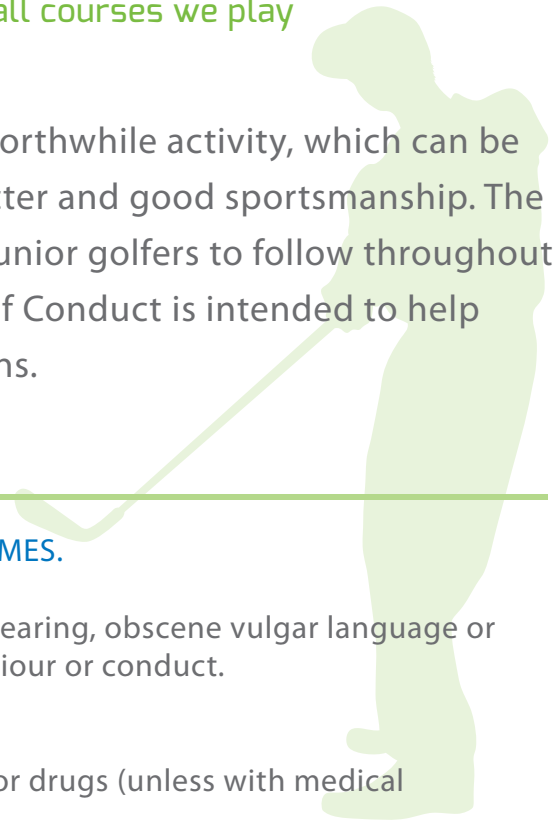 all courses we play
orthwhile activity, which can be
tter and good sportsmanship. The
unior golfers to follow throughout
f Conduct is intended to help
ns.
MES.
earing, obscene vulgar language or
iour or conduct.
or drugs (unless with medical